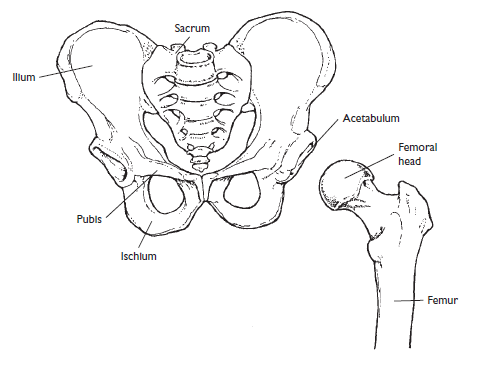 Sacrum
Ilium
Acetabulum
Femoral
head
Pubis
Ischium
Femur